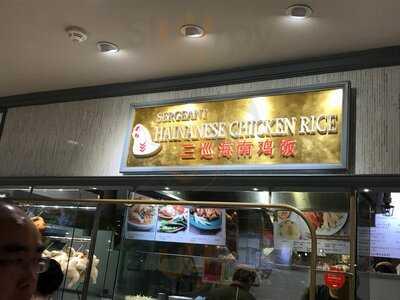 SERGEANT
HAINANESE CHICKEN RICE
三巡海南鸡饭